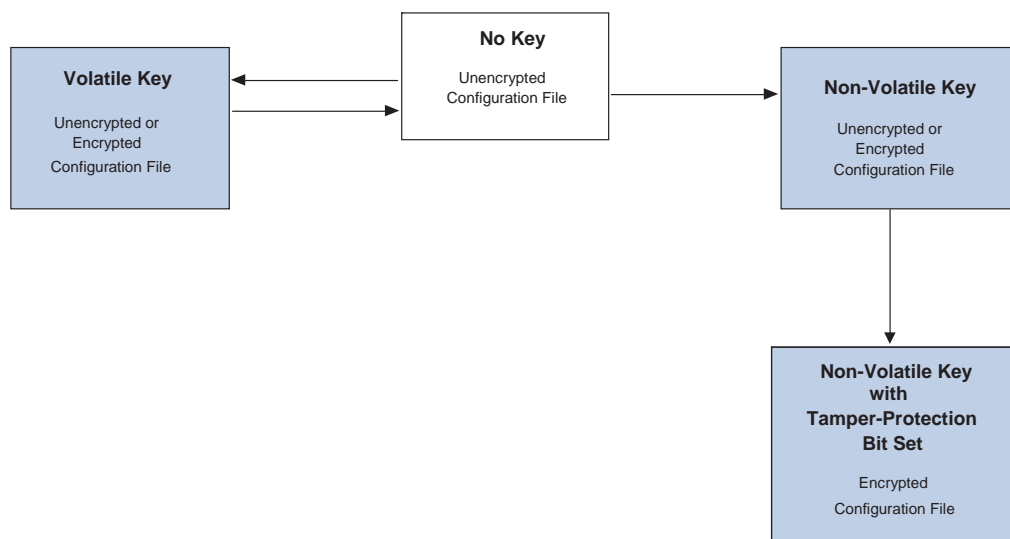 No Key
Unencrypted
Configuration File
Volatile Key
Unencrypted or
Encrypted
Configuration File
Non-Volatile Key
Unencrypted or
Encrypted
Configuration File
Non-Volatile Key
with
Tamper-Protection
Bit Set
Encrypted
Configuration File